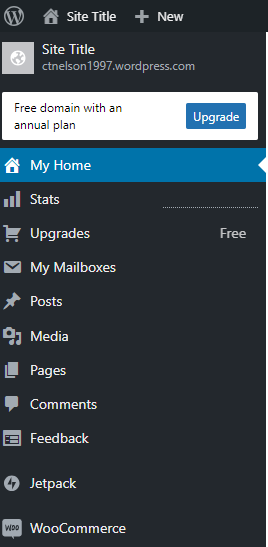 Site Title
New
Site Title
ctnelson1997.wordpress.com
Free domain with an
annual plan
Upgrade
My Home
Stats
Upgrades Free
My Mailboxes
Posts
Media
Pages
Comments
Feedback
Jetpack
Woo WooCommerce